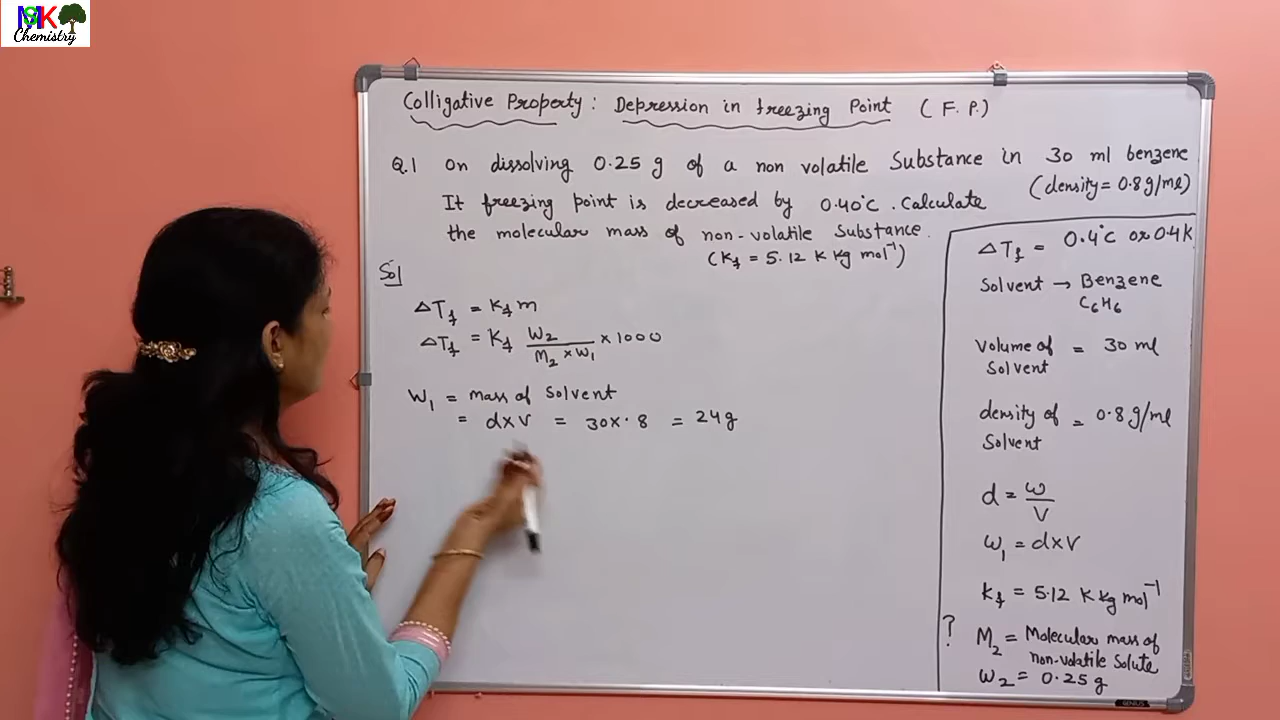 MSK
Chemistry
Colligative Property : Depression in freezing Point ( F. P.)
Q.1 On dissolving 0.25 g of a non volatile Substance in 30 ml benzene
(density = 0.8 g/ml)
It freezing point is decreased by 0.40°C . Calculate
the molecular mass of non-volatile Substance.
(Kf = 5.12 K Kg mol⁻¹)
Sol
ΔTf = Kf m
ΔTf = Kf W2/(M2 × W1) × 1000
W1 = mass of Solvent
= d×V = 30×.8 = 24g
ΔTf = 0.4°C or 0.4K
Solvent → Benzene
C6H6
Volume of Solvent = 30 ml
density of Solvent = 0.8 g/ml
d = w/V
w1 = d×V
Kf = 5.12 K Kg mol⁻¹
? M2 = Molecular mass of
non-volatile Solute
W2 = 0.25 g
GENIUS